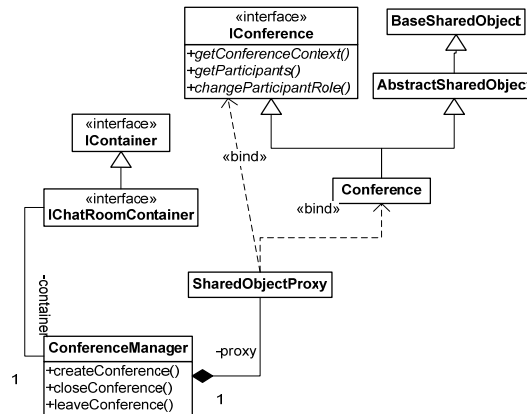 «interface»
IConference
+getConferenceContext()
+getParticipants()
+changeParticipantRole()
BaseSharedObject
AbstractSharedObject
«interface»
IContainer
«interface»
IChatRoomContainer
«bind»
Conference
«bind»
SharedObjectProxy
-container
-proxy
ConferenceManager
+createConference()
+closeConference()
+leaveConference()
1
1